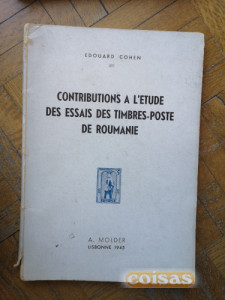 EDOUARD COHEN
CONTRIBUTIONS A L'ETUDE
DES ESSAIS DES TIMBRES-POSTE
DE ROUMANIE
A. MOLDER
LISBONNE 1945
coisas